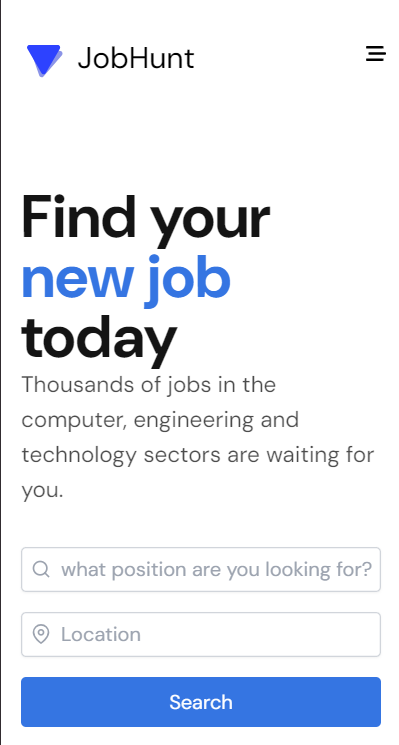 JobHunt
Find your
new job
today
Thousands of jobs in the
computer, engineering and
technology sectors are waiting for
you.
what position are you looking for?
Location
Search